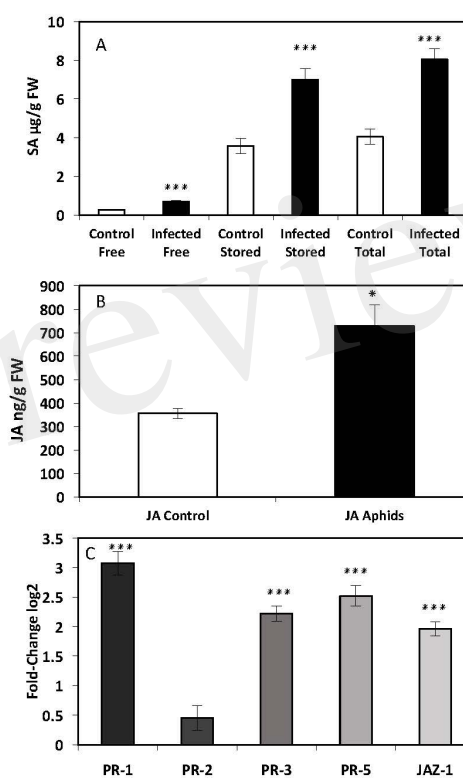 A
10
8
6
4
2
0
SA µg/g FW
***
***
***
Control Free
Infected Free
Control Stored
Infected Stored
Control Total
Infected Total
B
900
800
700
600
500
400
300
200
100
0
JA ng/g FW
*
JA Control
JA Aphids
C
3.5
3
2.5
2
1.5
1
0.5
0
Fold-Change log2
***
***
***
***
PR-1
PR-2
PR-3
PR-5
JAZ-1
review